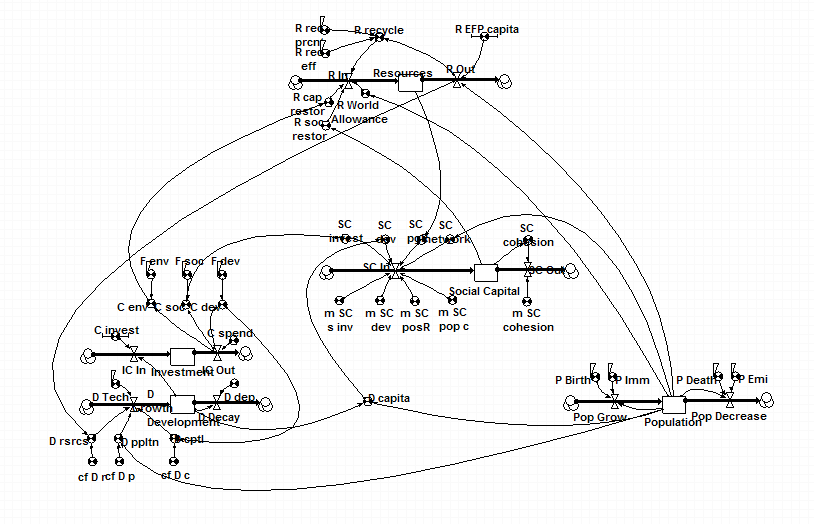 R rec
prcn
R recycle
R EFP capita
R rec
eff
R In
Resources
R Out
R cap
restor
R World
Allowance
R soc
restor
SC
invest
SC
dev
SC
network
SC
cohesion
SC In
SC Out
Social Capital
F env
F soc
F dev
C env
C soc
C dev
m SC
s inv
m SC
dev
m SC
posR
m SC
pop c
m SC
cohesion
C invest
C spend
IC In
Investment
IC Out
D Tech
D
Growth
D dep
D Decay
Development
D capita
P Birth
P Imm
P Death
P Emi
Pop Grow
Population
Pop Decrease
D rsrcs
D ppltn
cptl
cf D r
cf D p
cf D c